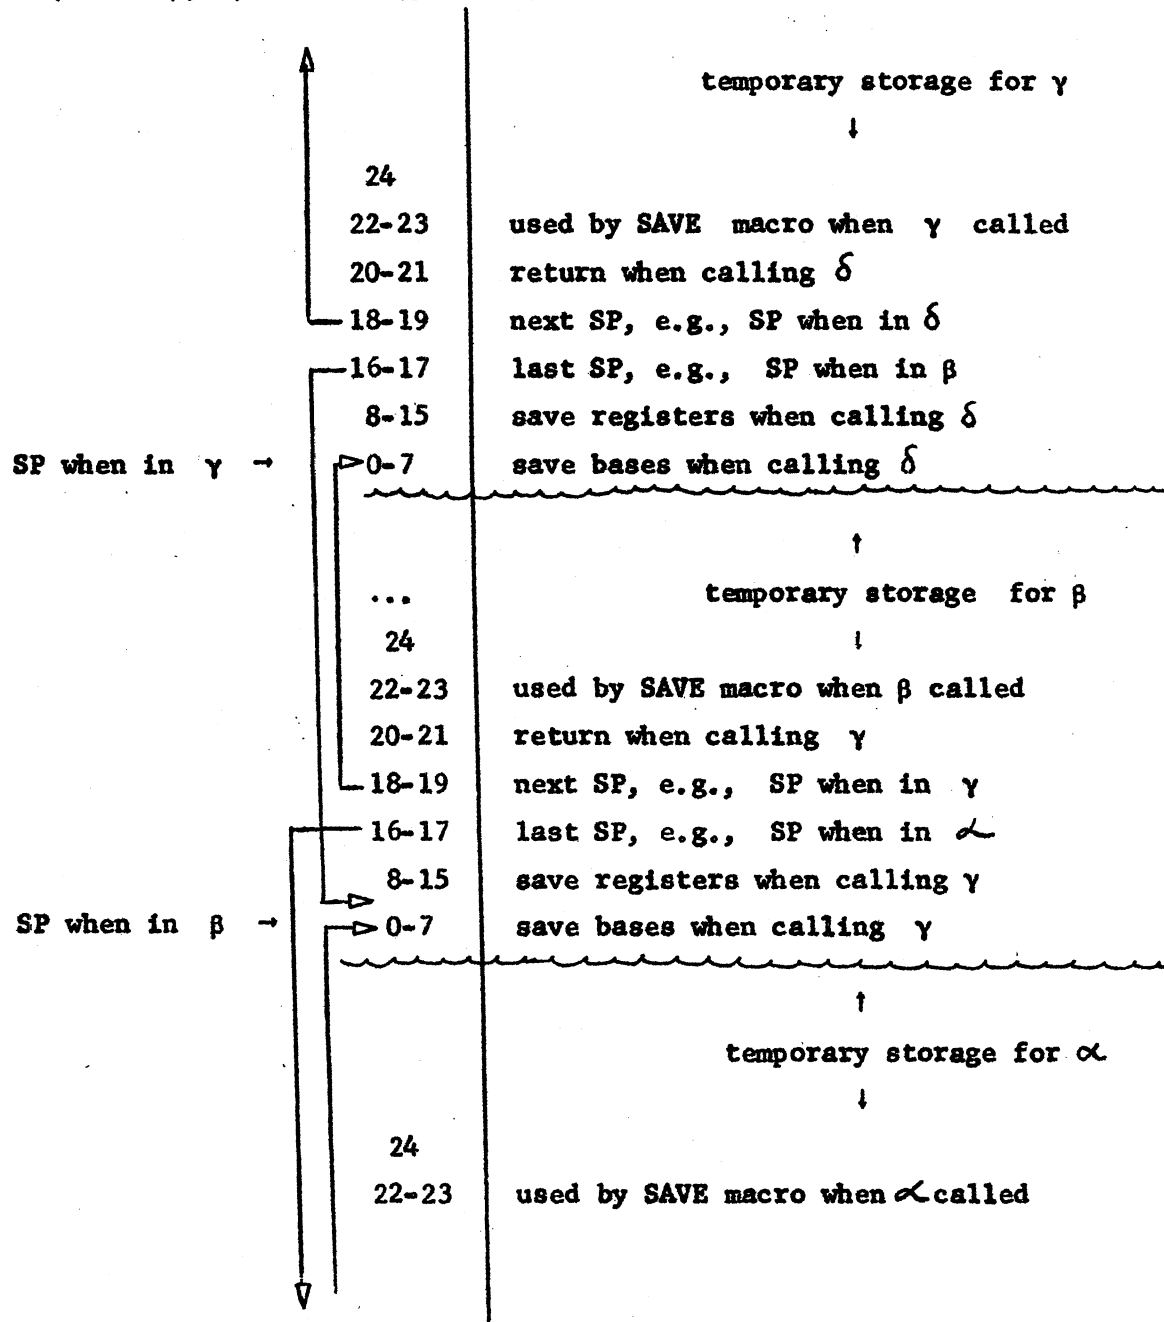 temporary storage for γ
↓
24
22-23 used by SAVE macro when γ called
20-21 return when calling δ
18-19 next SP, e.g., SP when in δ
16-17 last SP, e.g., SP when in β
8-15 save registers when calling δ
SP when in γ → 0-7 save bases when calling δ
↑
... temporary storage for β
24 ↓
22-23 used by SAVE macro when β called
20-21 return when calling γ
18-19 next SP, e.g., SP when in γ
16-17 last SP, e.g., SP when in α
8-15 save registers when calling γ
SP when in β → 0-7 save bases when calling γ
↑
temporary storage for α
↓
24
22-23 used by SAVE macro when α called